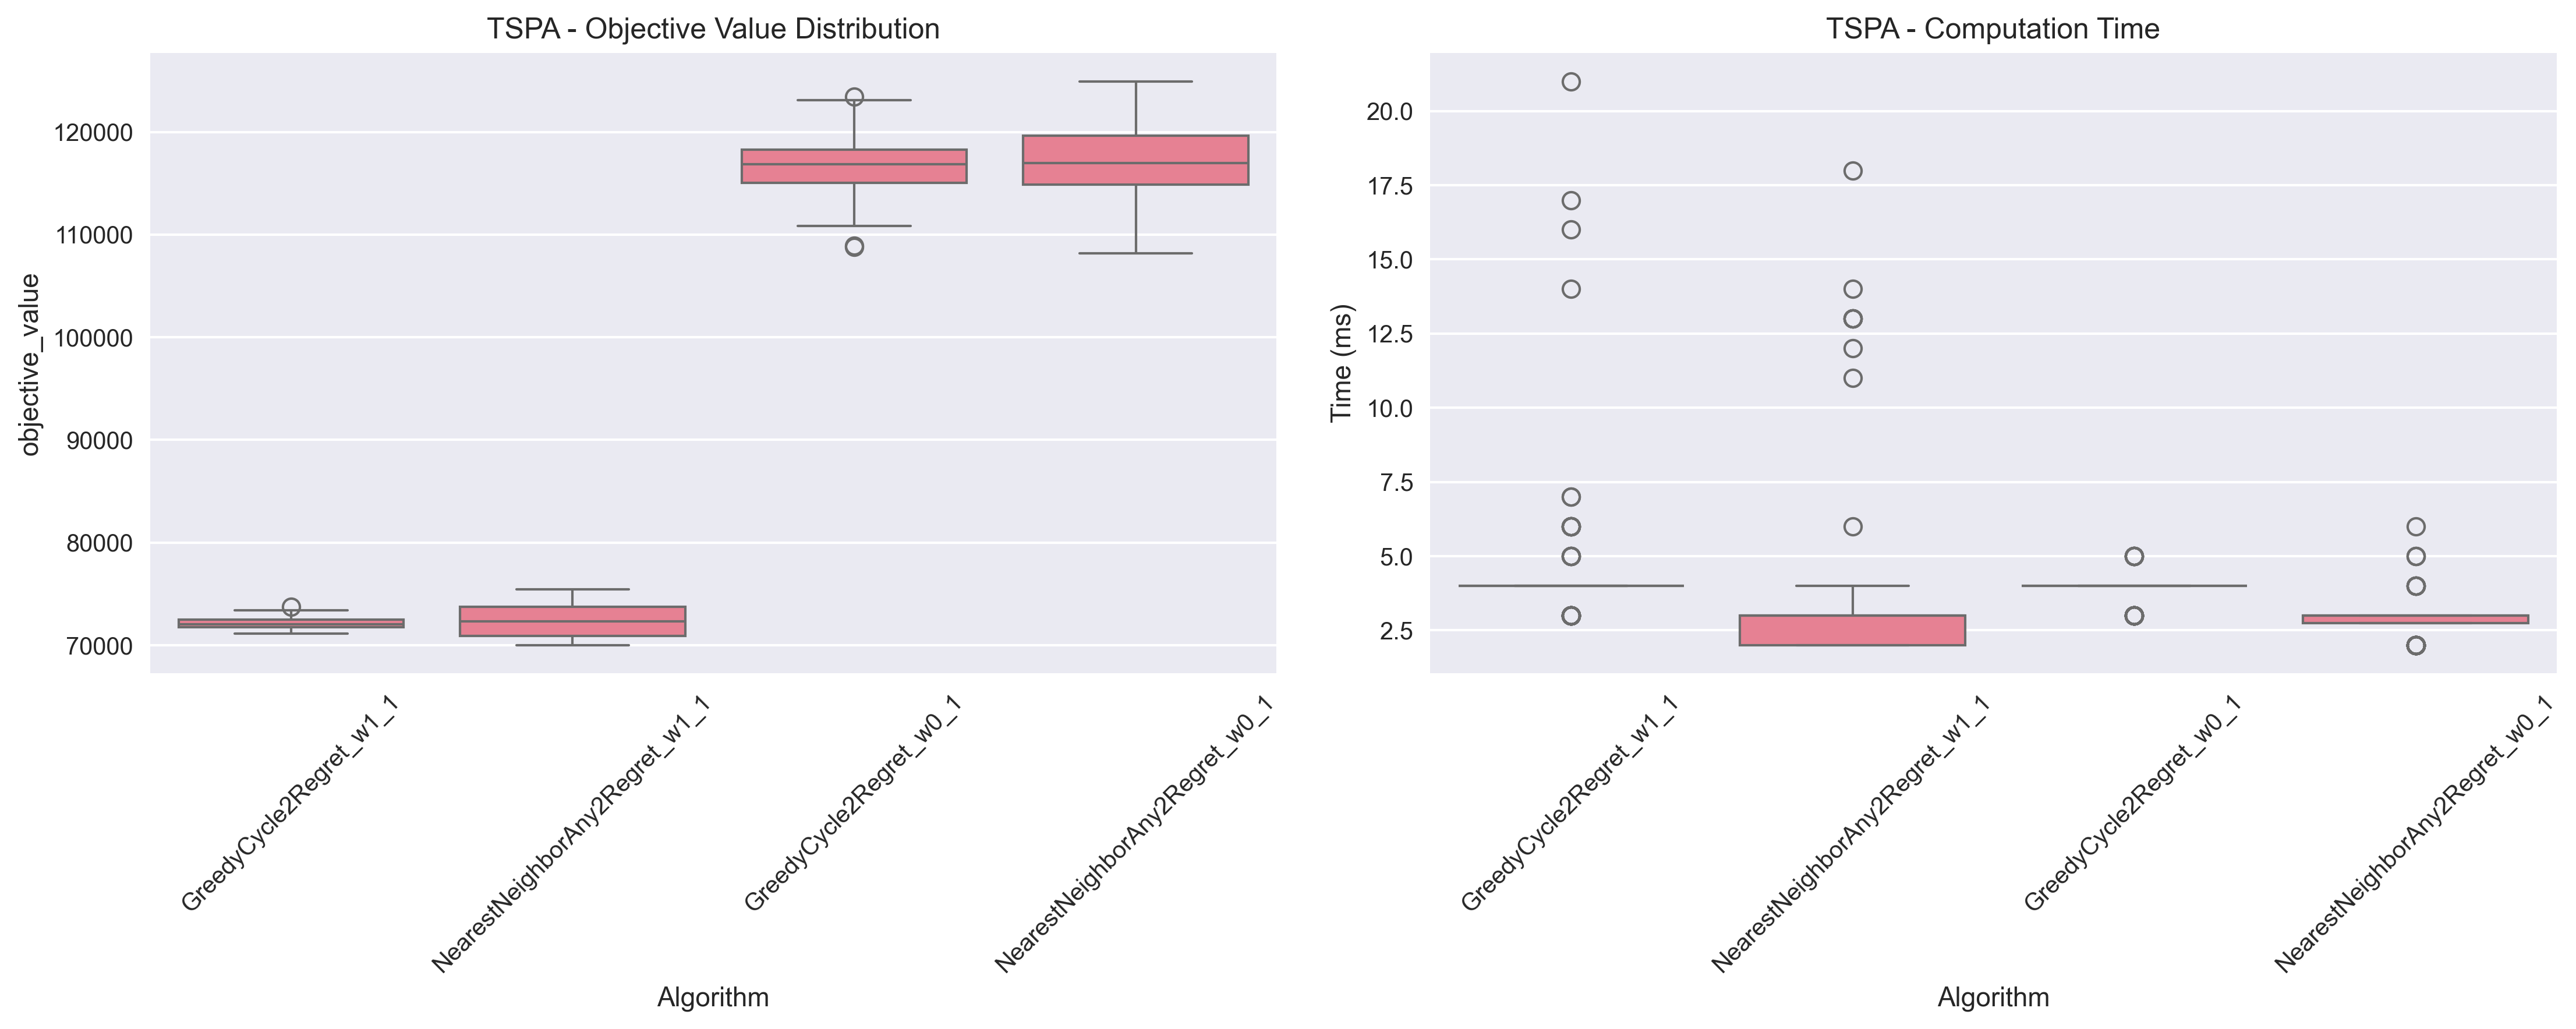 TSPA - Objective Value Distribution
objective_value
120000
110000
100000
90000
80000
70000
GreedyCycle2Regret_w1_1
NearestNeighborAny2Regret_w1_1
GreedyCycle2Regret_w0_1
NearestNeighborAny2Regret_w0_1
Algorithm
TSPA - Computation Time
Time (ms)
20.0
17.5
15.0
12.5
10.0
7.5
5.0
2.5
GreedyCycle2Regret_w1_1
NearestNeighborAny2Regret_w1_1
GreedyCycle2Regret_w0_1
NearestNeighborAny2Regret_w0_1
Algorithm